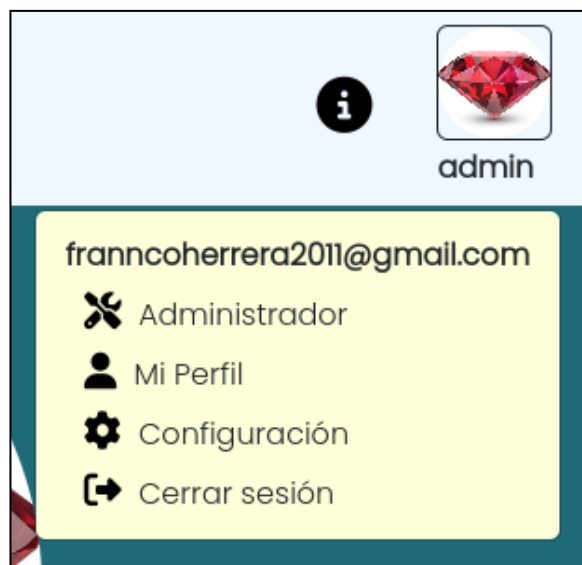 admin
franncoherrera2011@gmail.com
Administrador
Mi Perfil
Configuración
Cerrar sesión